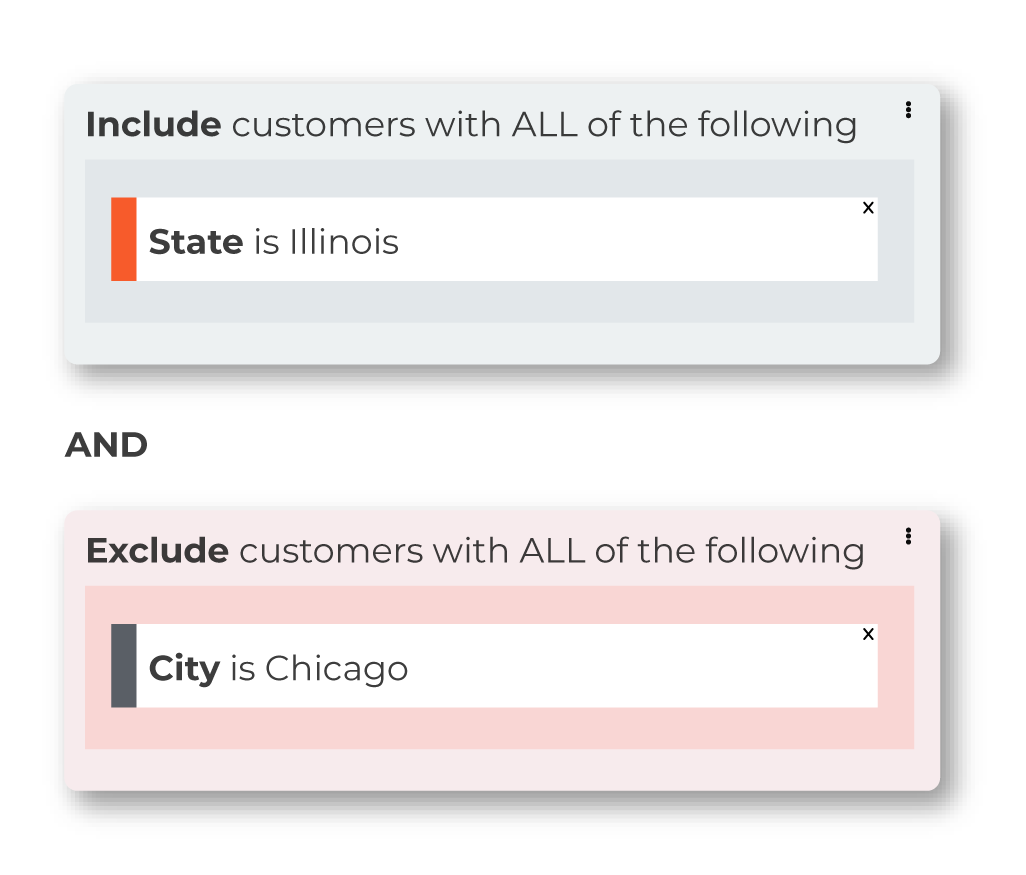 Include customers with ALL of the following
x
State is Illinois
AND
Exclude customers with ALL of the following
x
City is Chicago